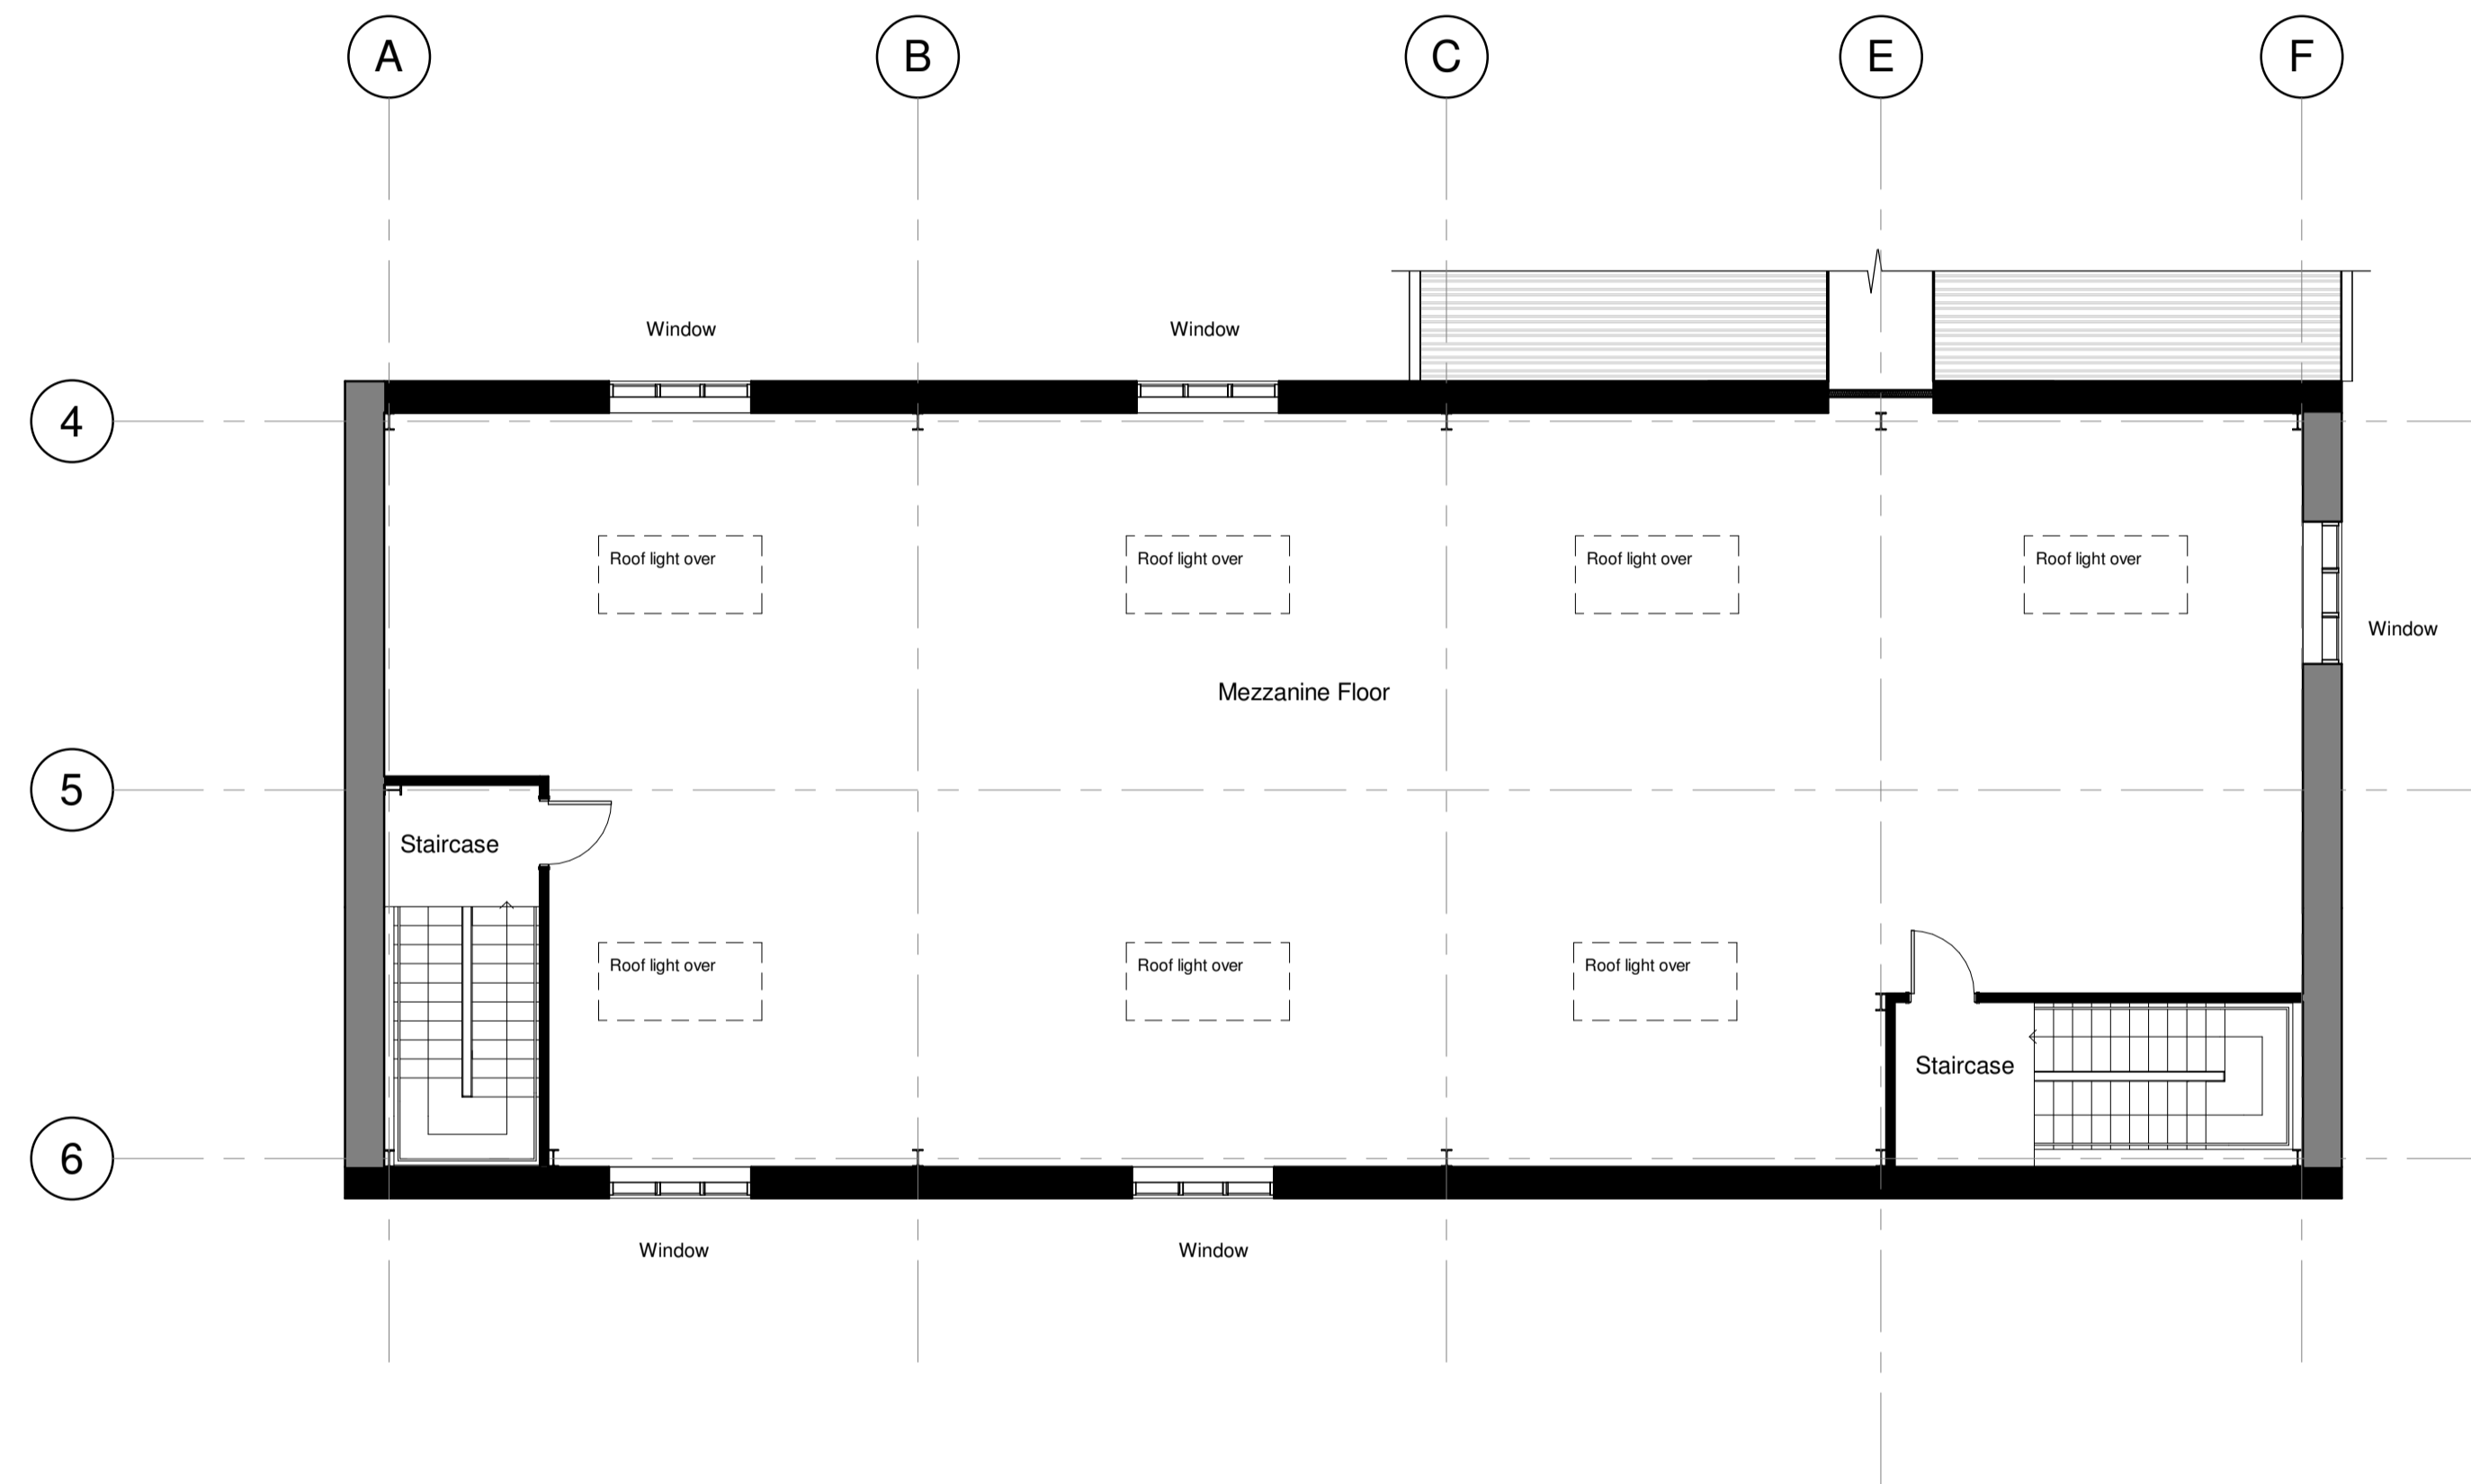 A
B
C
E
F
Window
Window
4
Roof light over
Roof light over
Roof light over
Roof light over
Window
Mezzanine Floor
5
Staircase
Roof light over
Roof light over
Roof light over
Staircase
6
Window
Window